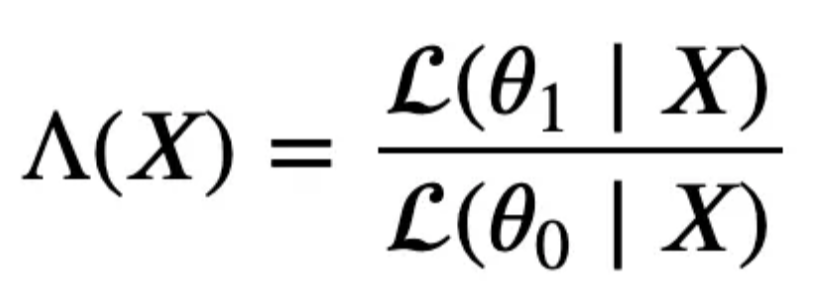 Λ(X) = ℒ(θ₁ | X) / ℒ(θ₀ | X)